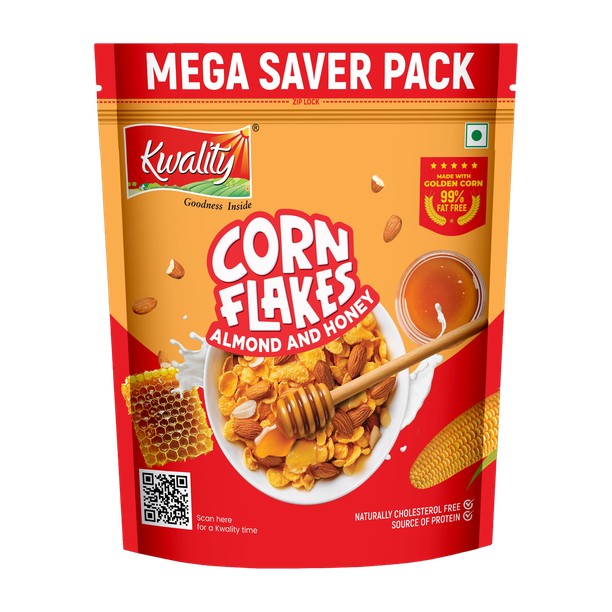 MEGA SAVER PACK
ZIP LOCK
Kwality®
Goodness Inside
MADE WITH
GOLDEN CORN
99%
FAT FREE
CORN
FLAKES
ALMOND AND HONEY
Scan here
for a Kwality time
NATURALLY CHOLESTEROL FREE
SOURCE OF PROTEIN